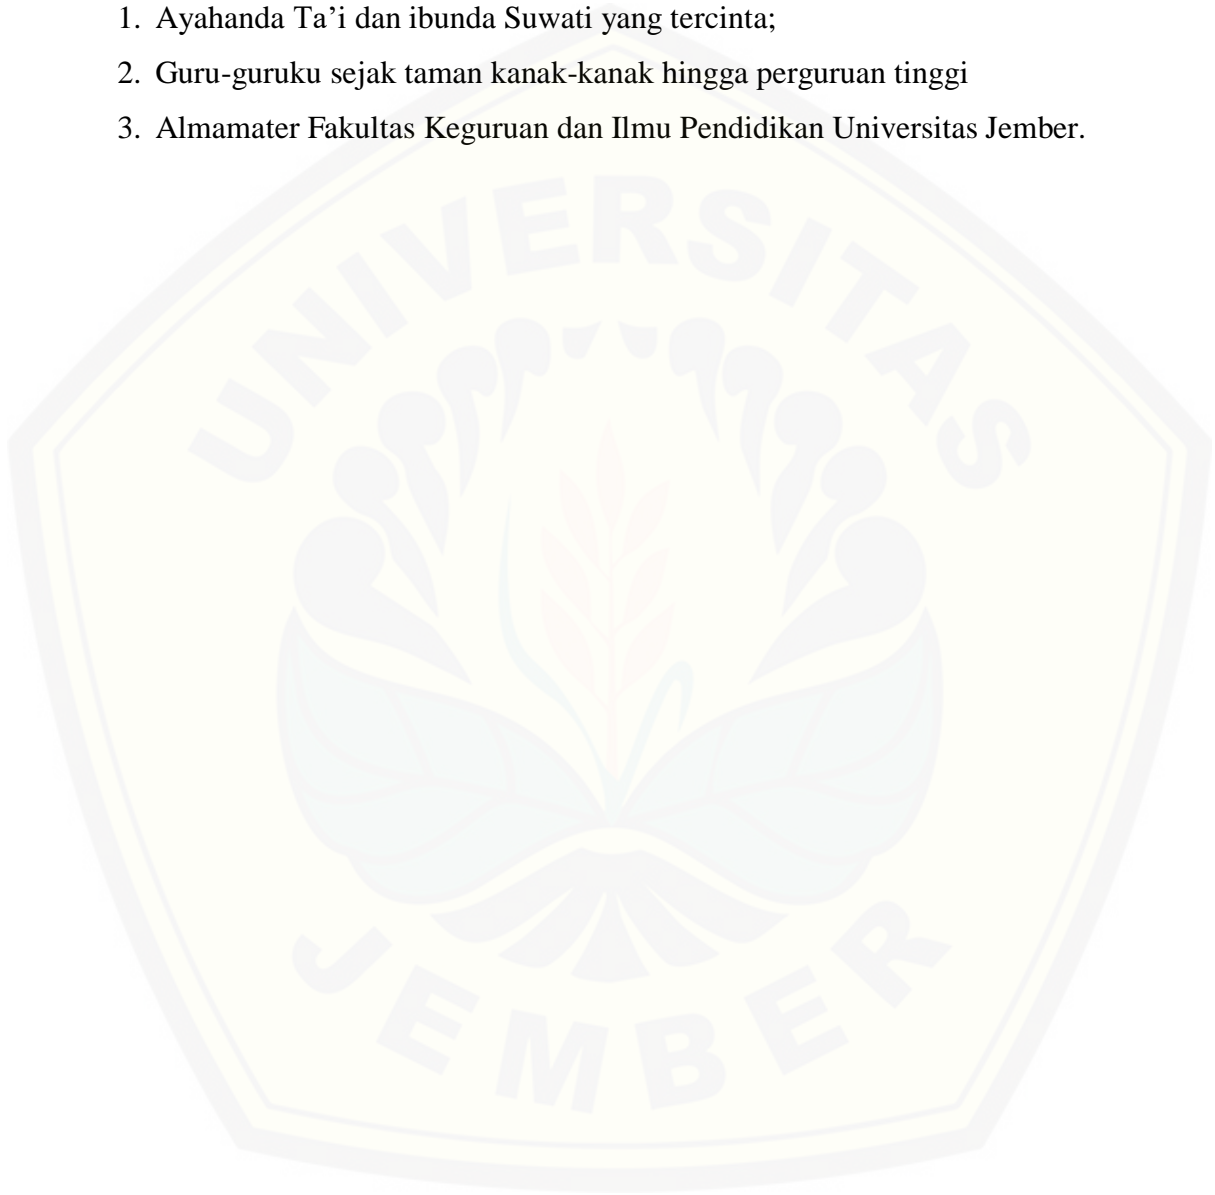 1. Ayahanda Ta’i dan ibunda Suwati yang tercinta;
2. Guru-guruku sejak taman kanak-kanak hingga perguruan tinggi
3. Almamater Fakultas Keguruan dan Ilmu Pendidikan Universitas Jember.
UNIVERSITAS
JEMBER